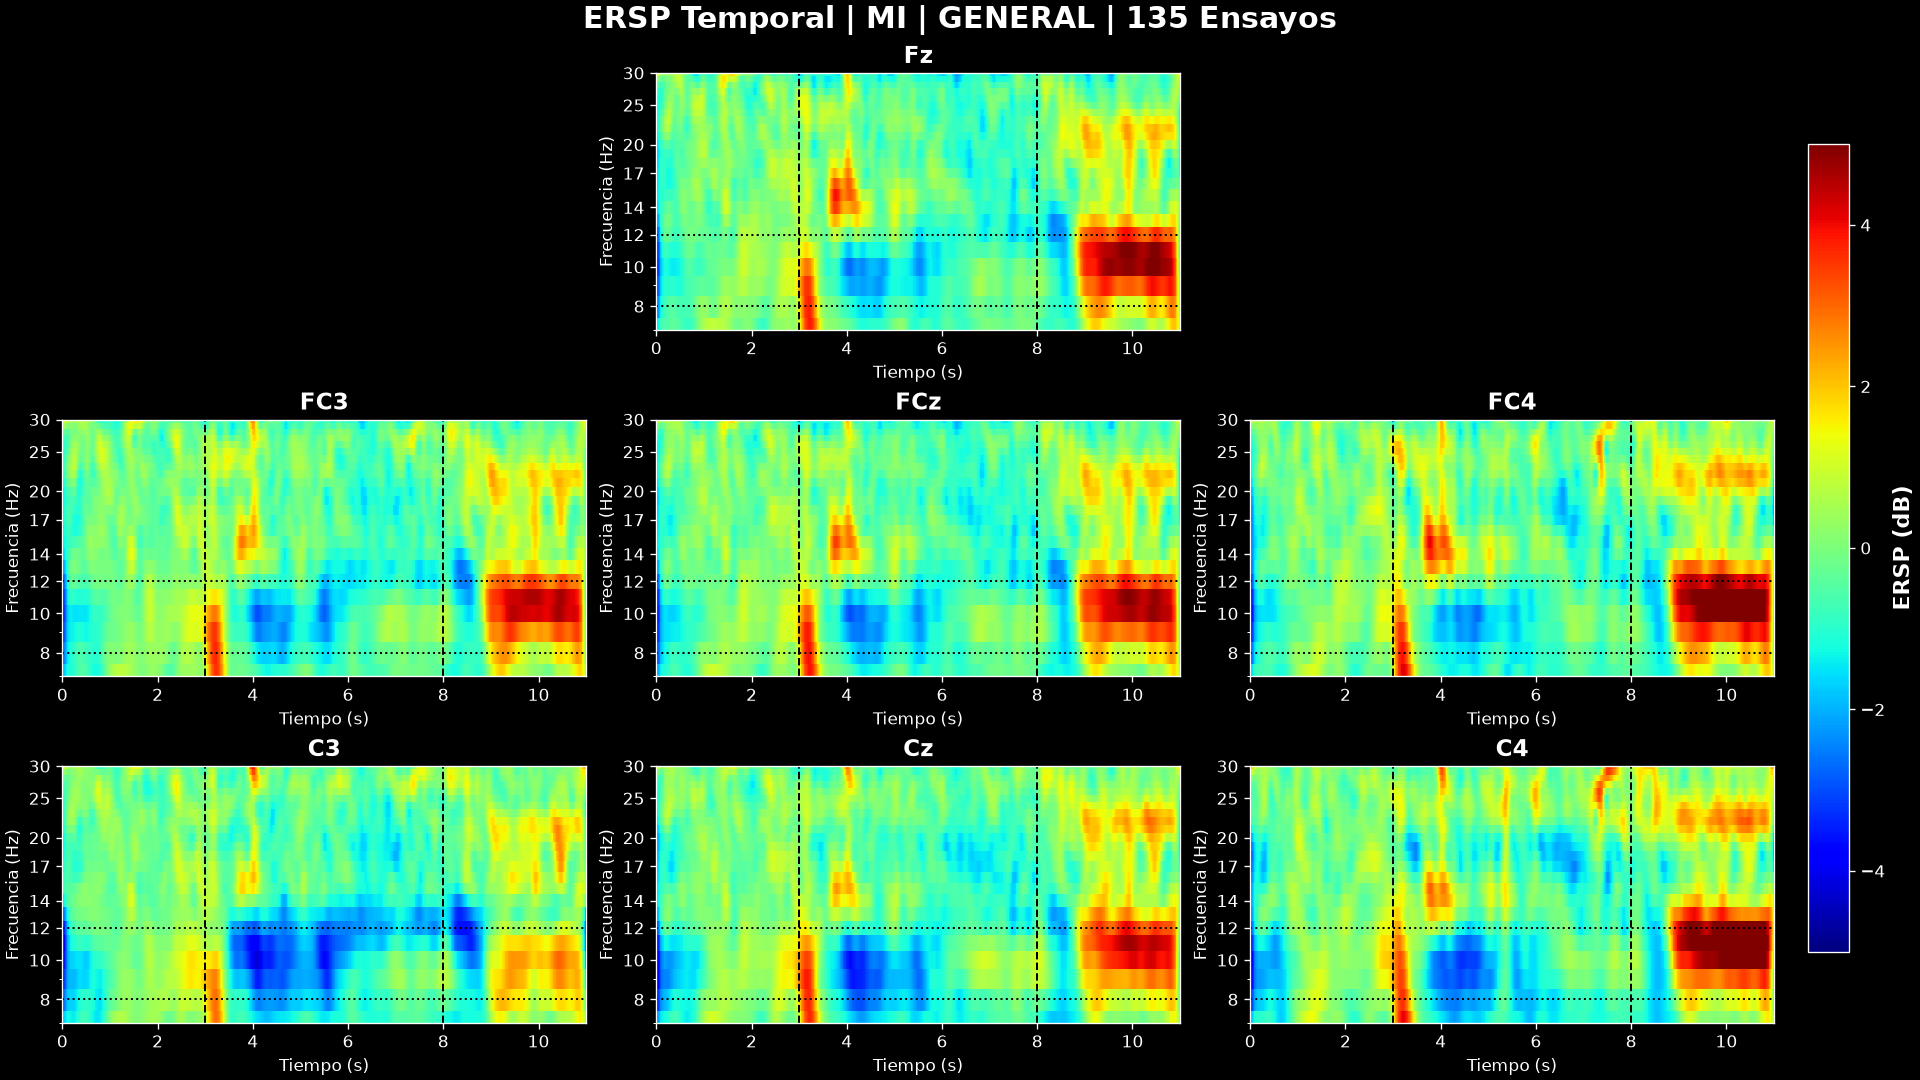 ERSP Temporal | MI | GENERAL | 135 Ensayos
Fz
30
25
20
17
14
12
10
8
Frecuencia (Hz)
0 2 4 6 8 10
Tiempo (s)
FC3
30
25
20
17
14
12
10
8
Frecuencia (Hz)
0 2 4 6 8 10
Tiempo (s)
FCz
30
25
20
17
14
12
10
8
Frecuencia (Hz)
0 2 4 6 8 10
Tiempo (s)
FC4
30
25
20
17
14
12
10
8
Frecuencia (Hz)
0 2 4 6 8 10
Tiempo (s)
C3
30
25
20
17
14
12
10
8
Frecuencia (Hz)
0 2 4 6 8 10
Tiempo (s)
Cz
30
25
20
17
14
12
10
8
Frecuencia (Hz)
0 2 4 6 8 10
Tiempo (s)
C4
30
25
20
17
14
12
10
8
Frecuencia (Hz)
0 2 4 6 8 10
Tiempo (s)
4
2
0
−2
−4
ERSP (dB)